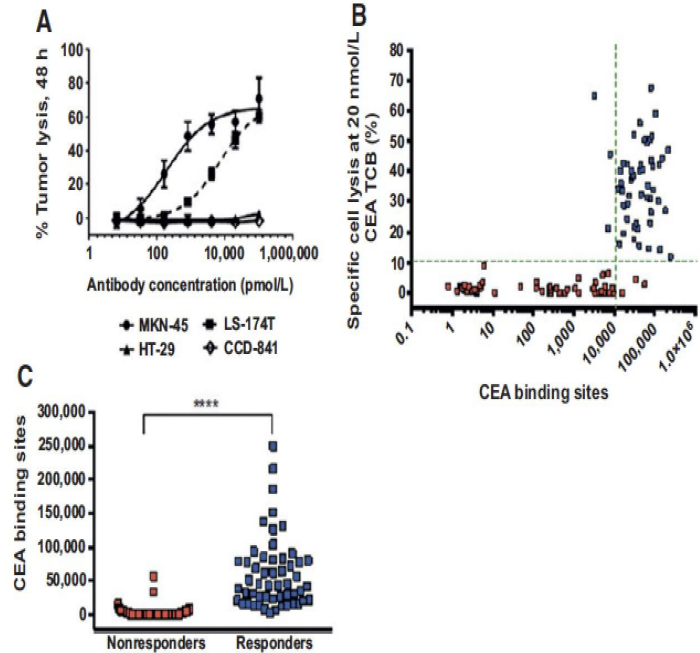 A
% Tumor lysis, 48 h
100
80
60
40
20
0
1
100
10,000
1,000,000
Antibody concentration (pmol/L)
MKN-45
LS-174T
HT-29
CCD-841
B
Specific cell lysis at 20 nmol/L
CEA TCB (%)
80
70
60
50
40
30
20
10
0
0.1
1
10
100
1,000
10,000
100,000
1.0×10⁶
CEA binding sites
C
CEA binding sites
300,000
250,000
150,000
200,000
150,000
100,000
50,000
0
****
Nonresponders
Responders